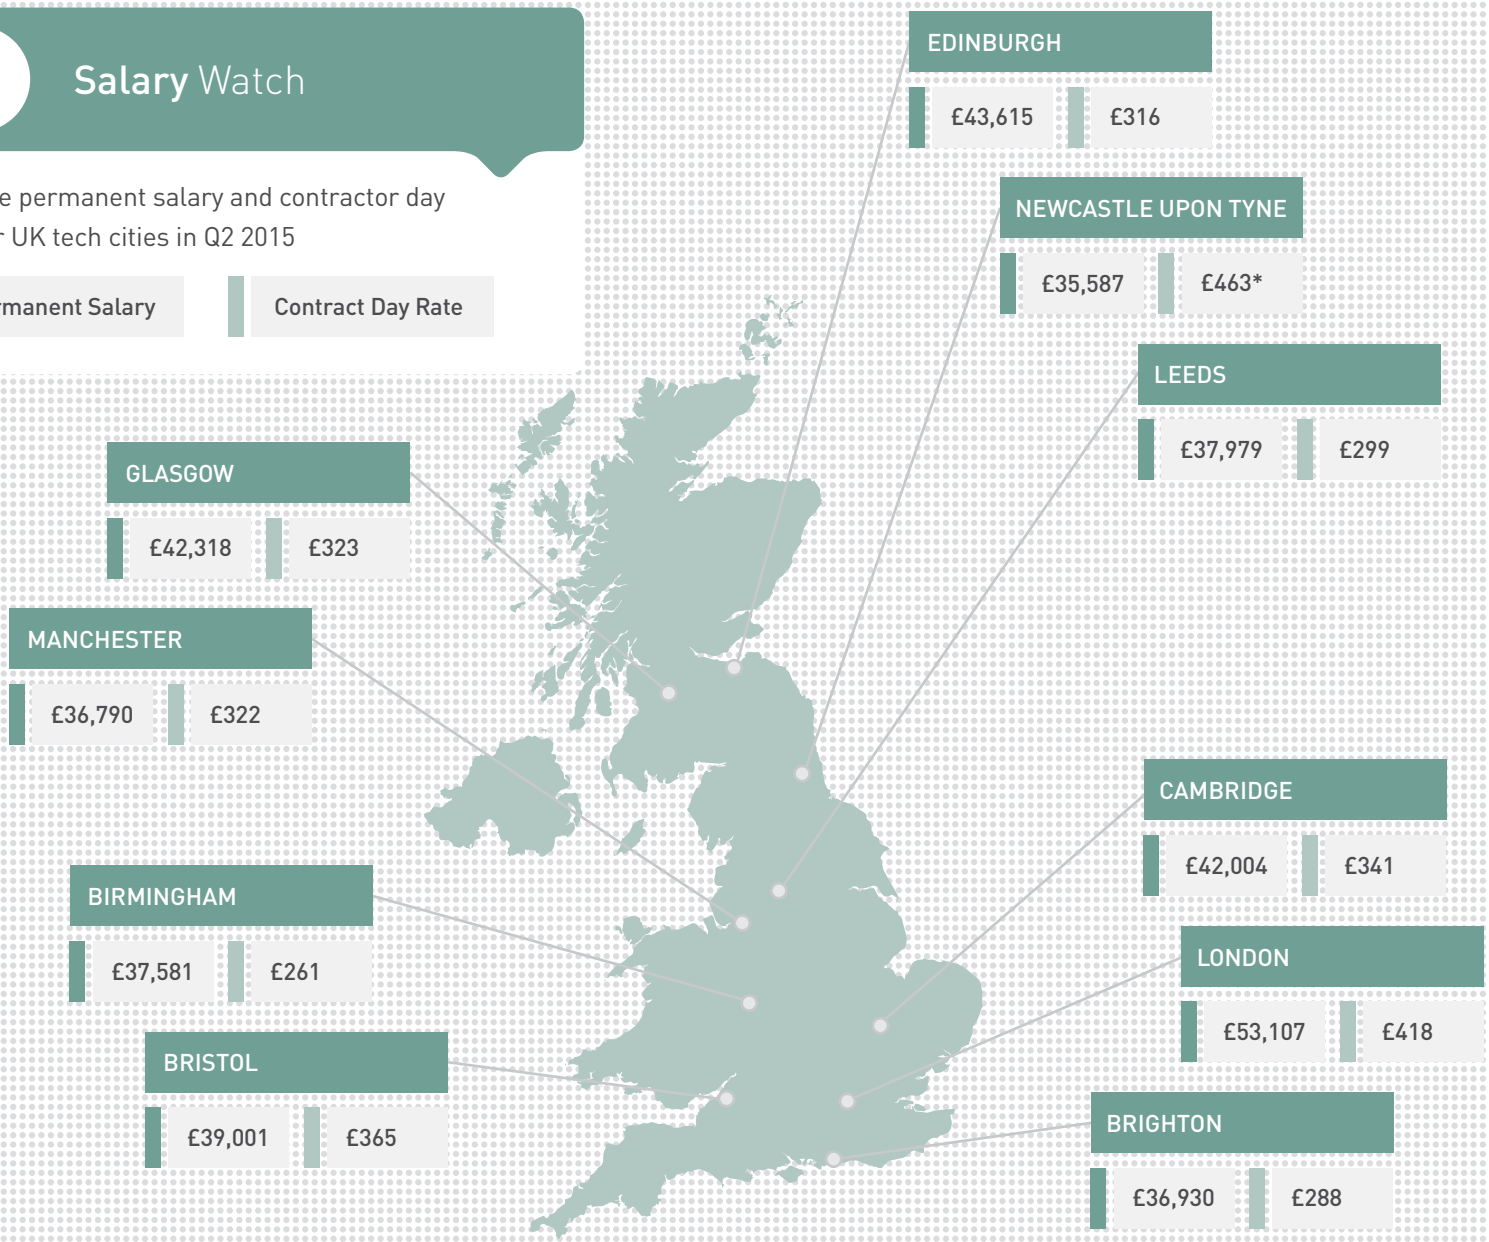 Salary Watch
permanent salary and contractor day
UK tech cities in Q2 2015
Salary
Contract Day Rate
EDINBURGH
£43,615 £316
NEWCASTLE UPON TYNE
£35,587 £463*
LEEDS
£37,979 £299
GLASGOW
£42,318 £323
MANCHESTER
£36,790 £322
CAMBRIDGE
£42,004 £341
BIRMINGHAM
£37,581 £261
LONDON
£53,107 £418
BRISTOL
£39,001 £365
BRIGHTON
£36,930 £288